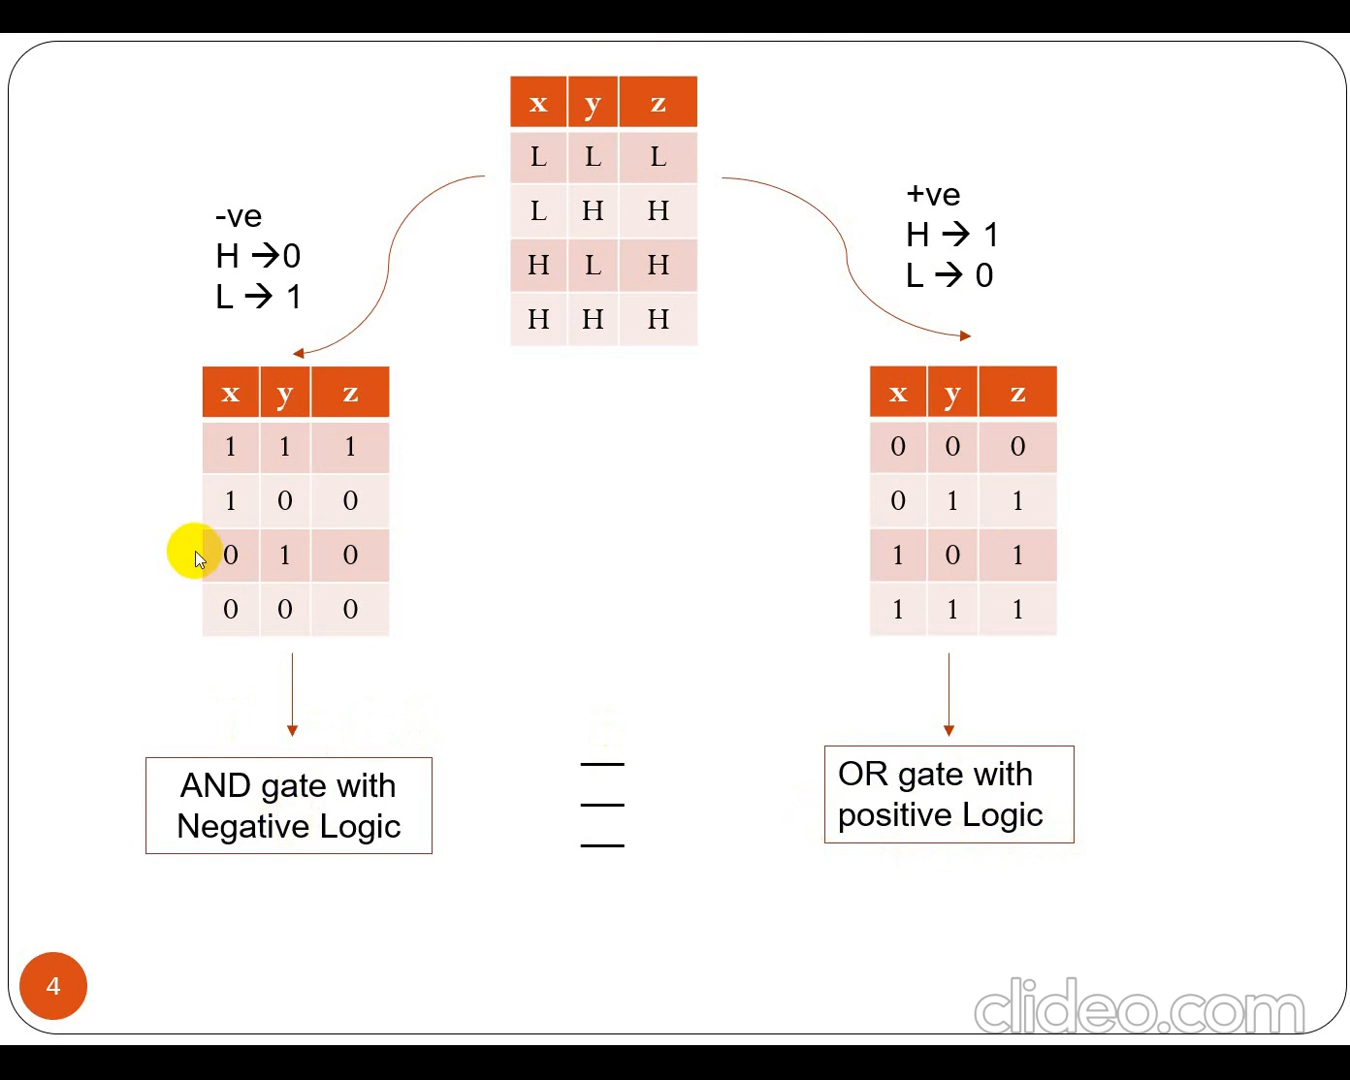 x y z
L L L
L H H
H L H
H H H
-ve
H →0
L → 1
+ve
H → 1
L → 0
x y z
1 1 1
1 0 0
0 1 0
0 0 0
x y z
0 0 0
0 1 1
1 0 1
1 1 1
AND gate with
Negative Logic
OR gate with
positive Logic
4
clideo.com